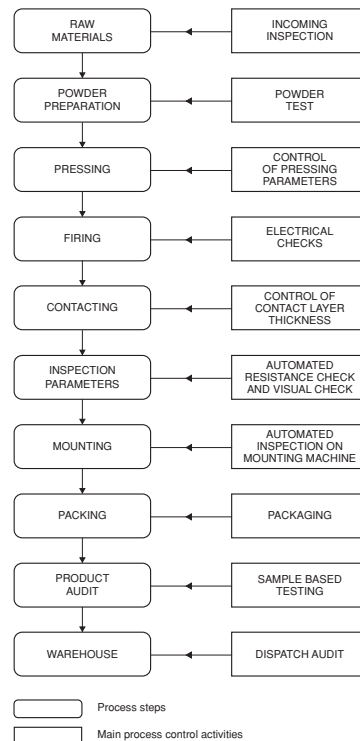 RAW
MATERIALS
INCOMING
INSPECTION
POWDER
PREPARATION
POWDER
TEST
PRESSING
CONTROL
OF PRESSING
PARAMETERS
FIRING
ELECTRICAL
CHECKS
CONTACTING
CONTROL OF
CONTACT LAYER
THICKNESS
INSPECTION
PARAMETERS
AUTOMATED
RESISTANCE CHECK
AND VISUAL CHECK
MOUNTING
AUTOMATED
INSPECTION ON
MOUNTING MACHINE
PACKING
PACKAGING
PRODUCT
AUDIT
SAMPLE BASED
TESTING
WAREHOUSE
DISPATCH AUDIT
Process steps
Main process control activities